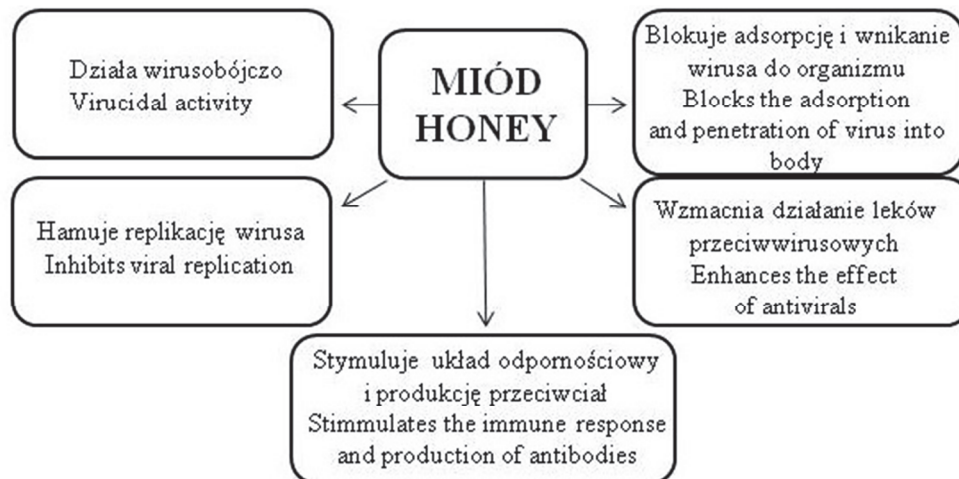 Działa wirusobójczo
Virucidal activity
MIÓD
HONEY
Blokuje adsorpcję i wnikanie
wirusa do organizmu
Blocks the adsorption
and penetration of virus into
body
Hamuje replikację wirusa
Inhibits viral replication
Wzmacnia działanie leków
przeciwwirusowych
Enhances the effect
of antivirals
Stymuluje układ odpornościowy
i produkcję przeciwciał
Stimmulates the immune response
and production of antibodies